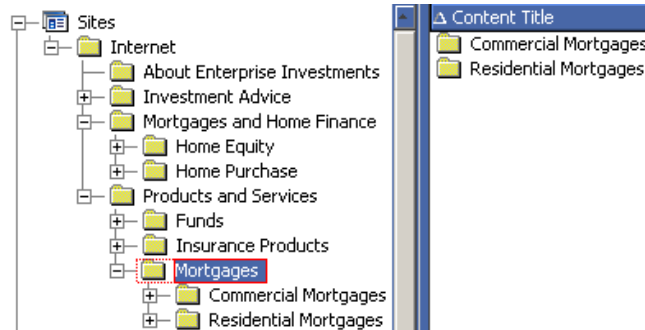 Sites
Internet
About Enterprise Investments
Investment Advice
Mortgages and Home Finance
Home Equity
Home Purchase
Products and Services
Funds
Insurance Products
Mortgages
Commercial Mortgages
Residential Mortgages
Δ Content Title
Commercial Mortgages
Residential Mortgages